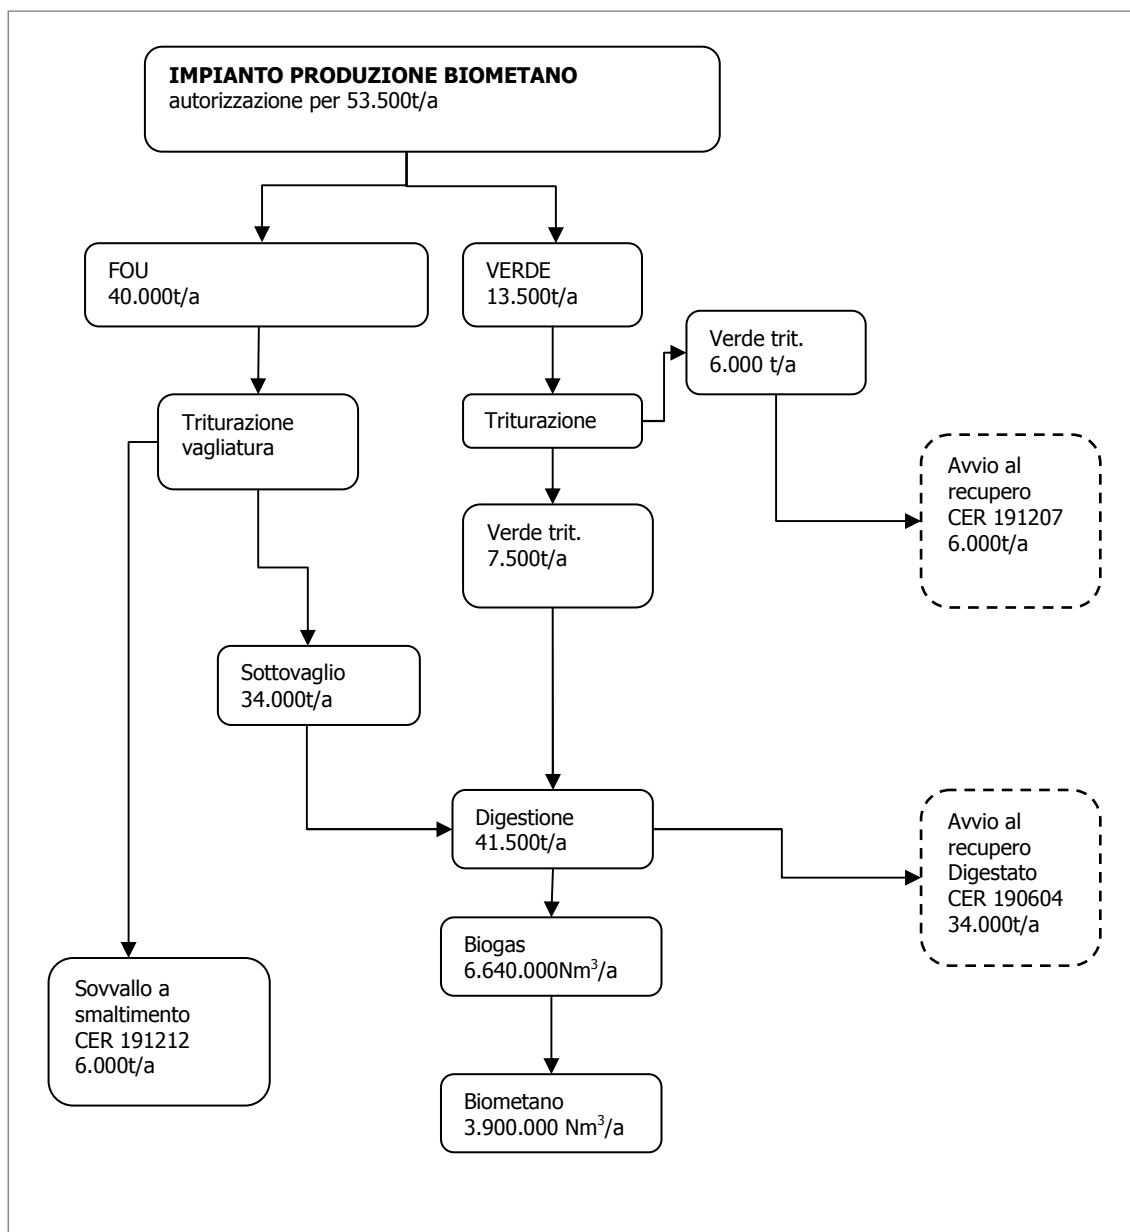 IMPIANTO PRODUZIONE BIOMETANO
autorizzazione per 53.500t/a
FOU
40.000t/a
VERDE
13.500t/a
Verde trit.
6.000 t/a
Triturazione
vagliatura
Triturazione
Avvio al
recupero
CER 191207
6.000t/a
Verde trit.
7.500t/a
Sottovaglio
34.000t/a
Digestione
41.500t/a
Avvio al
recupero
Digestato
CER 190604
34.000t/a
Biogas
6.640.000Nm³/a
Sovvallo a
smaltimento
CER 191212
6.000t/a
Biometano
3.900.000 Nm³/a